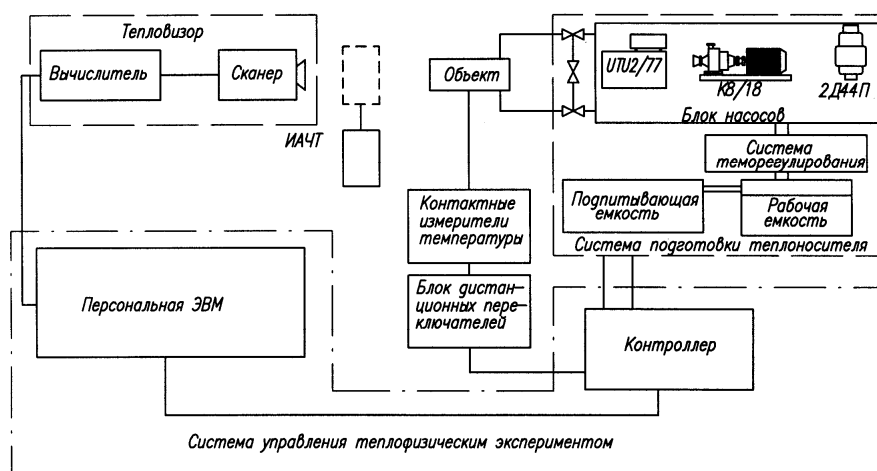 Тепловизор
Вычислитель
Сканер
ИАЧТ
Объект
UTU2/77
К8/18
2Д44П
Блок насосов
Система
теморегулирования
Подпитывающая
емкость
Рабочая
емкость
Система подготовки теплоносителя
Контактные
измерители
температуры
Блок дистан-
ционных пере-
ключателей
Персональная ЭВМ
Контроллер
Система управления теплофизическим экспериментом